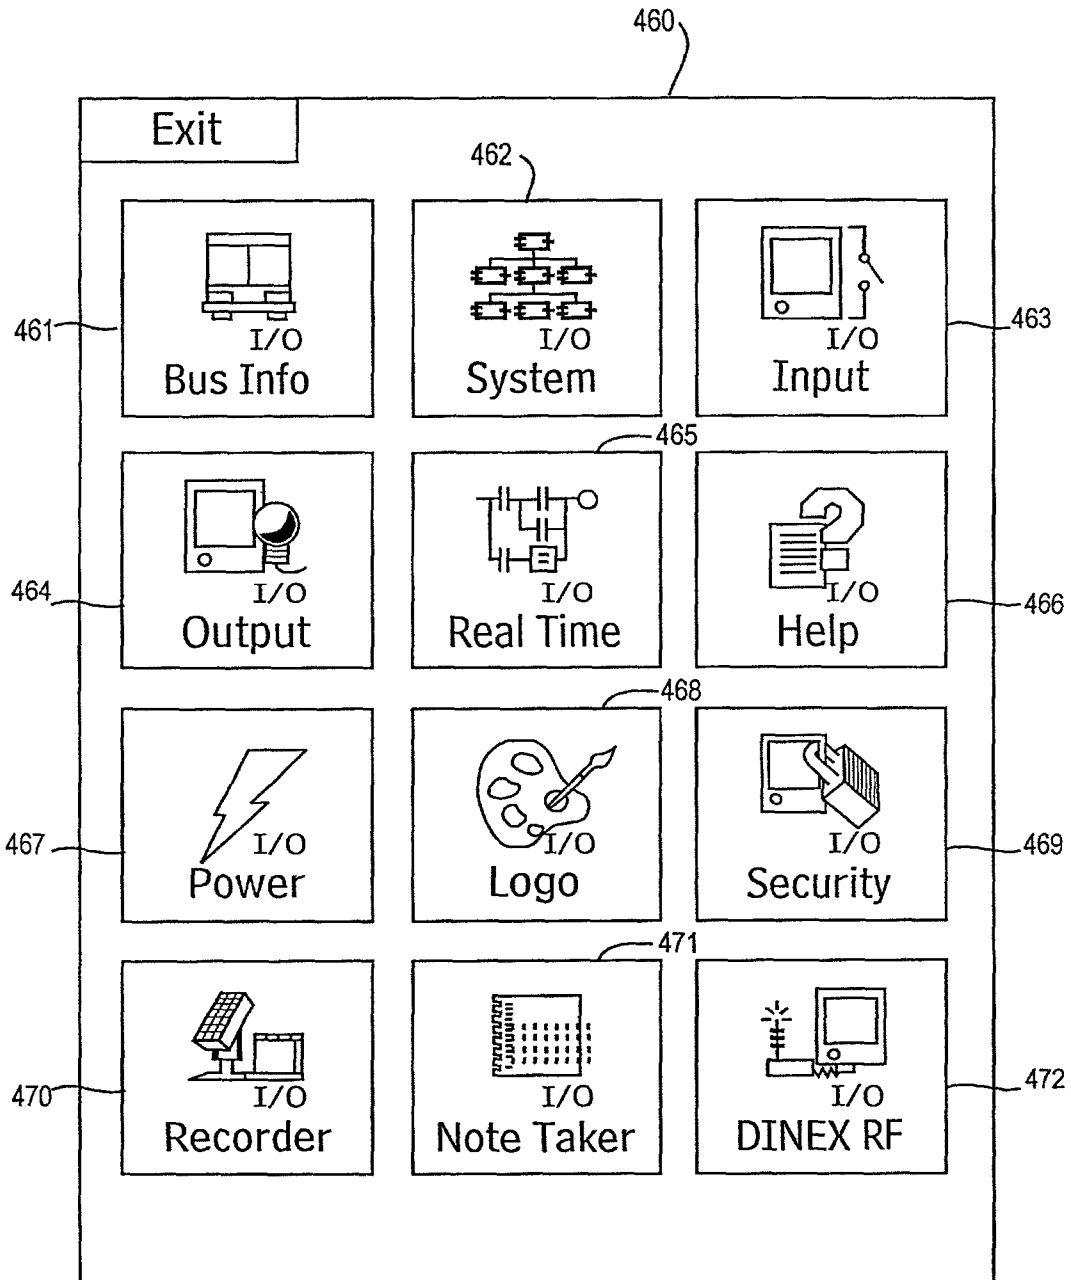 460
Exit
462
461
I/O
Bus Info
I/O
System
I/O
Input
463
465
464
I/O
Output
I/O
Real Time
I/O
Help
466
468
467
I/O
Power
I/O
Logo
I/O
Security
469
471
470
I/O
Recorder
I/O
Note Taker
I/O
DINEX RF
472